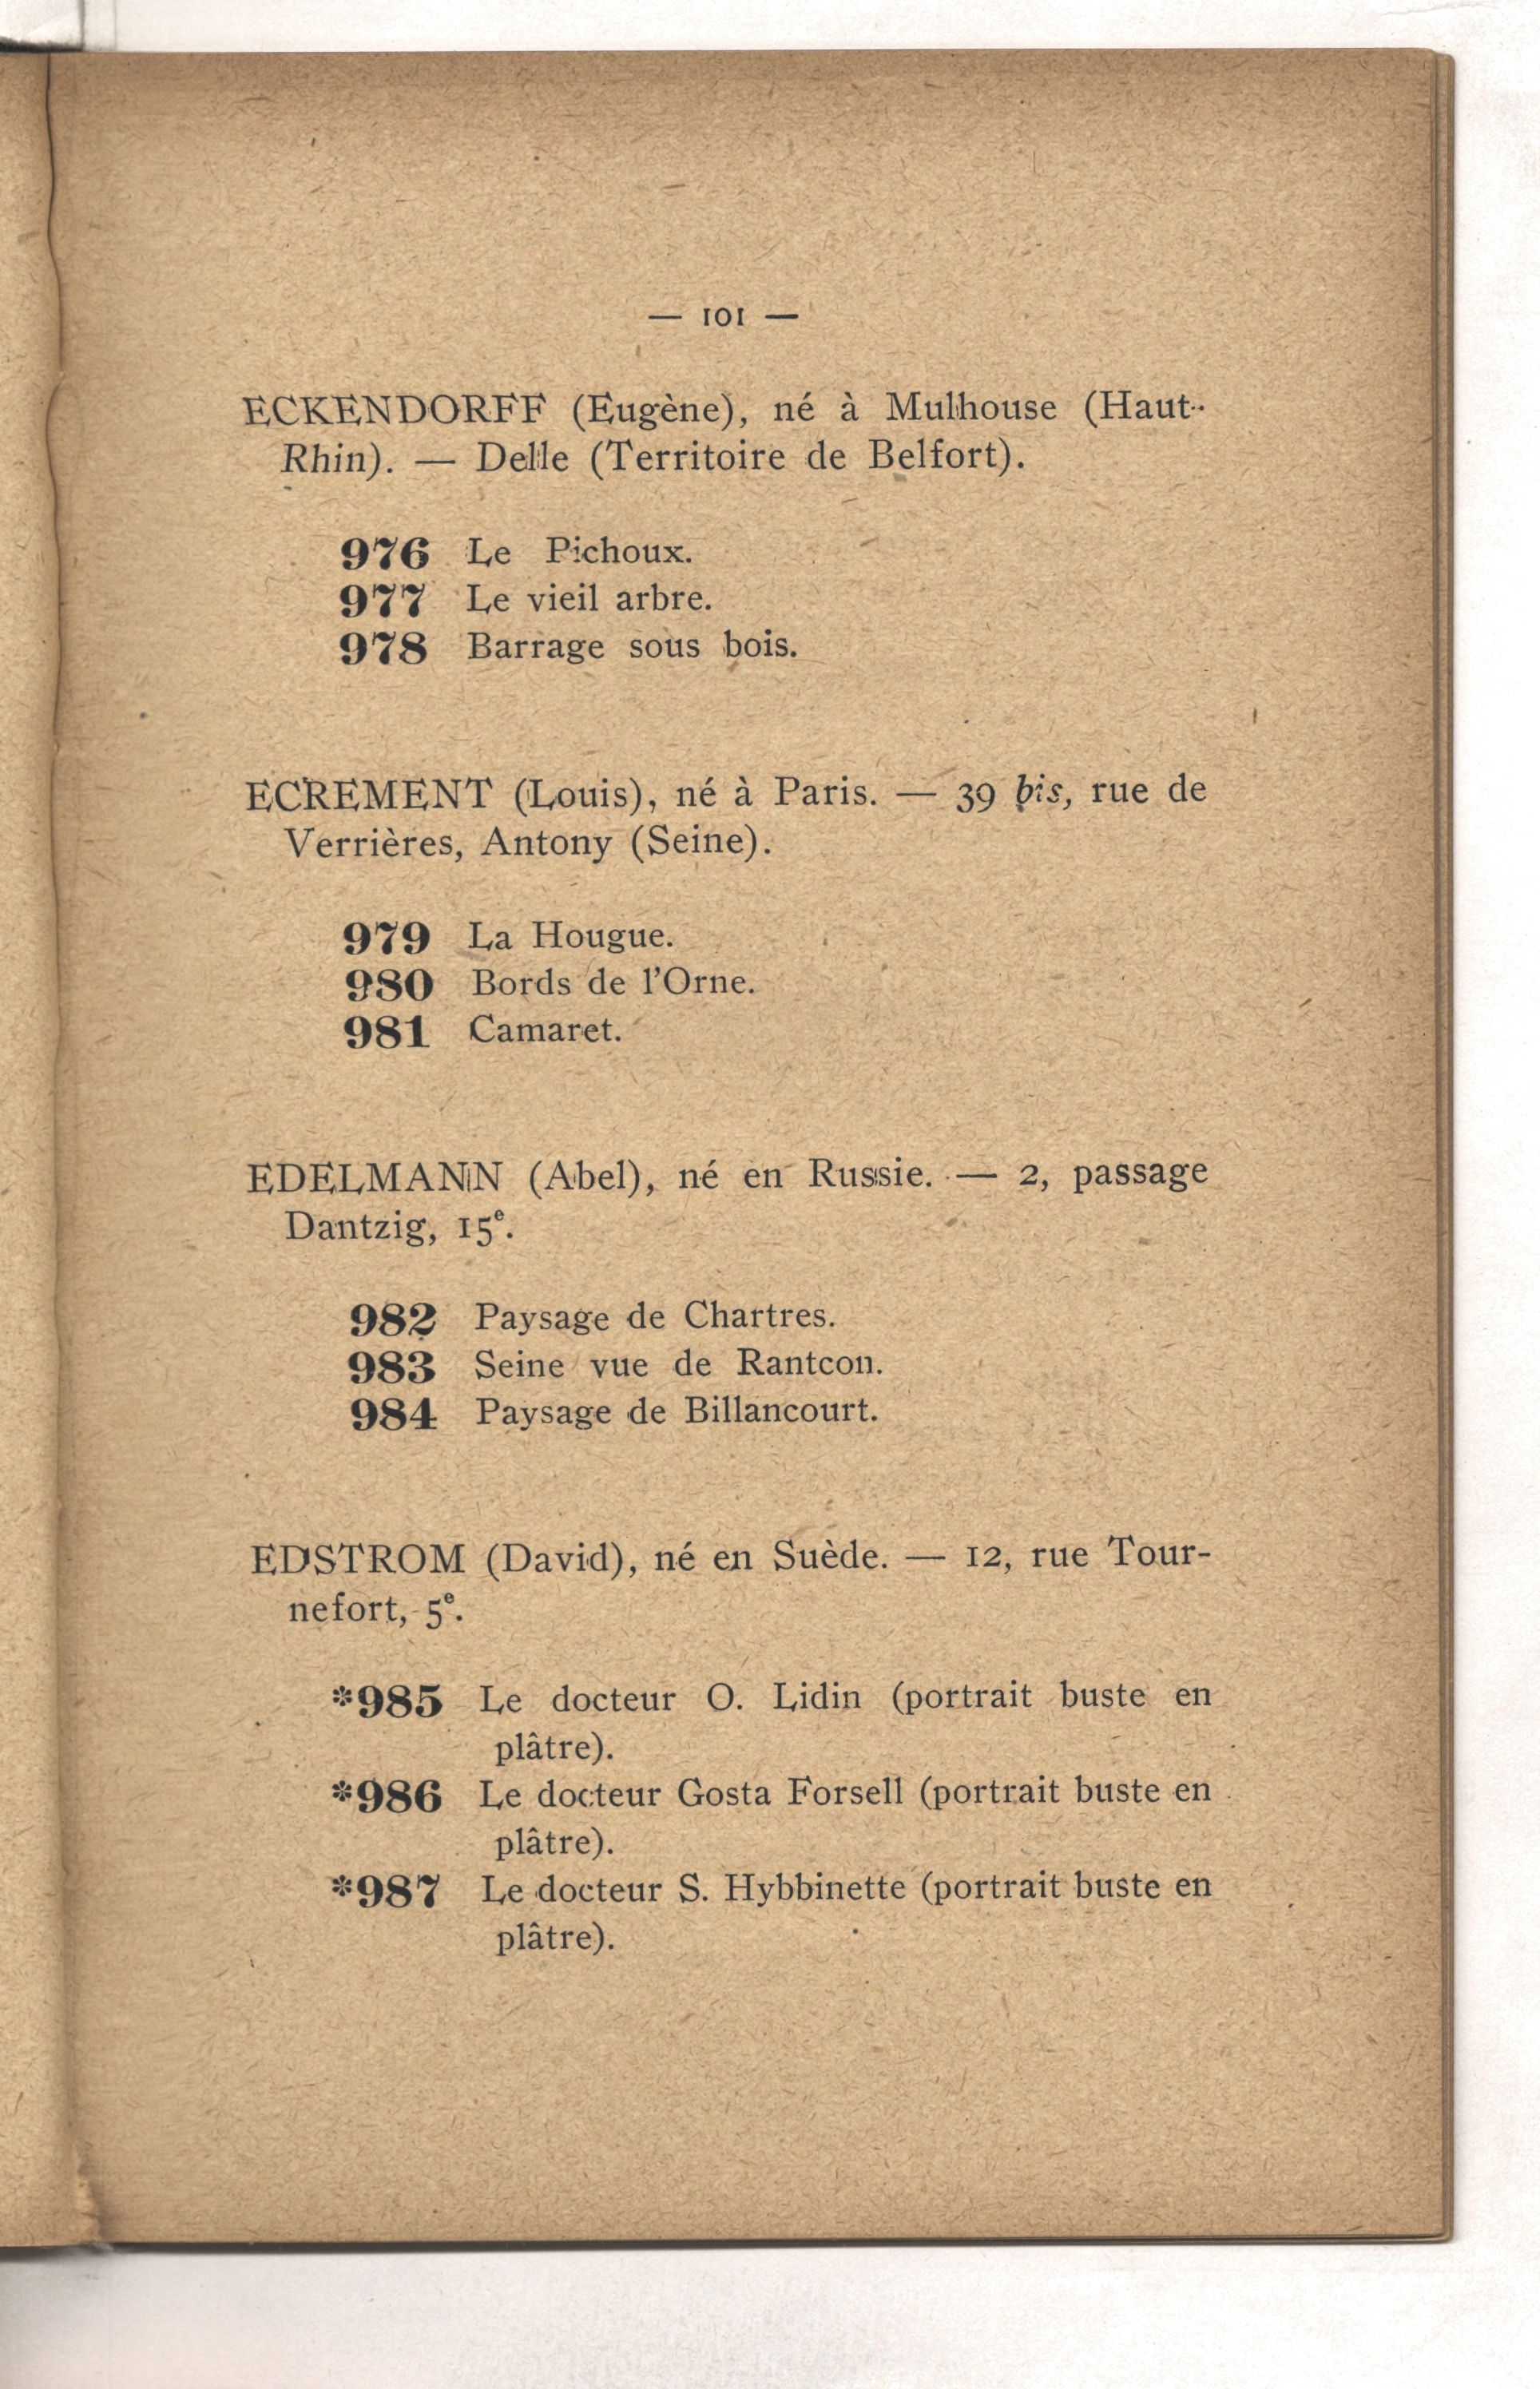 — 101 —
ECKENDORFF (Eugène), né à Mulhouse (Haut-
Rhin). — Delle (Territoire de Belfort).
976 Le Pichoux.
977 Le vieil arbre.
978 Barrage sous bois.
ECREMENT (Louis), né à Paris. — 39 bis, rue de
Verrières, Antony (Seine).
979 La Hougue.
980 Bords de l'Orne.
981 Camaret.
EDELMANN (Abel), né en Russie. — 2, passage
Dantzig, 15e.
982 Paysage de Chartres.
983 Seine vue de Rantcon.
984 Paysage de Billancourt.
EDSTROM (David), né en Suède. — 12, rue Tour-
nefort, 5e.
*985 Le docteur O. Lidin (portrait buste en
plâtre).
*986 Le docteur Gosta Forsell (portrait buste en
plâtre).
*987 Le docteur S. Hybbinette (portrait buste en
plâtre).